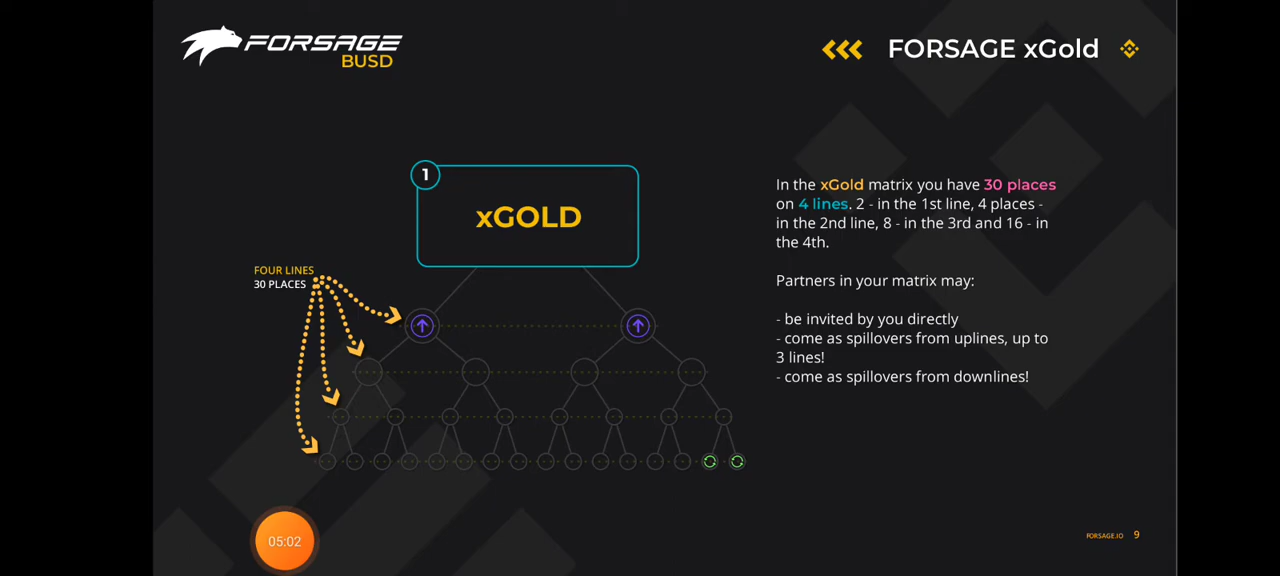 FORSAGE
BUSD
FORSAGE xGold
1
xGOLD
FOUR LINES
30 PLACES
In the xGold matrix you have 30 places
on 4 lines. 2 - in the 1st line, 4 places -
in the 2nd line, 8 - in the 3rd and 16 - in
the 4th.
Partners in your matrix may:
- be invited by you directly
- come as spillovers from uplines, up to
3 lines!
- come as spillovers from downlines!
05:02
FORSAGE.IO 9